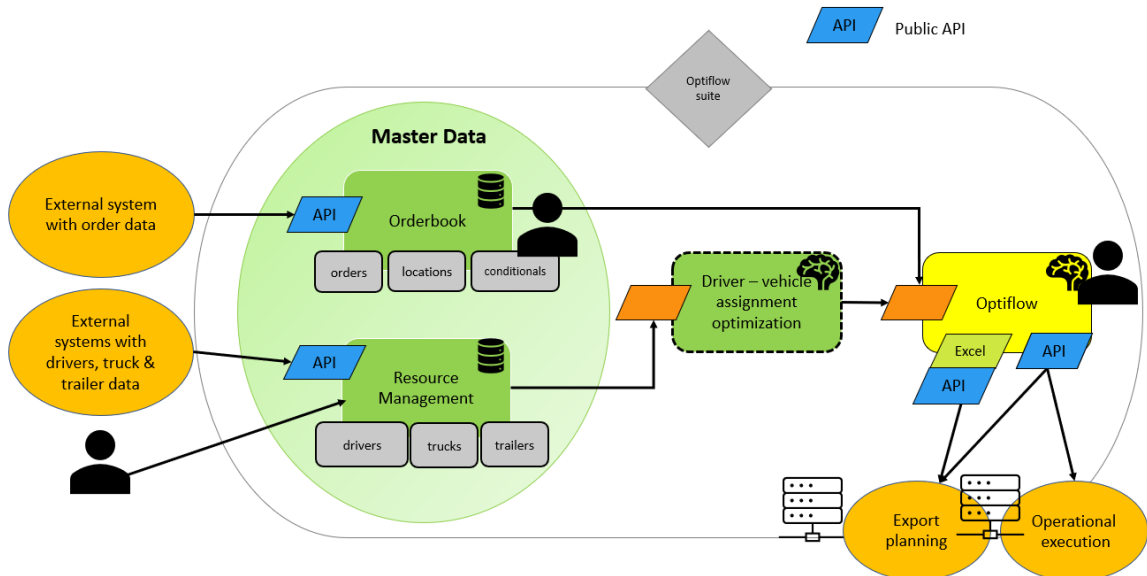 API
Public API
Optiflow
suite
Master Data
External system
with order data
API
Orderbook
orders
locations
conditionals
Driver – vehicle
assignment
optimization
Optiflow
External
systems with
drivers, truck &
trailer data
API
Resource
Management
drivers
trucks
trailers
Excel
API
API
Export
planning
Operational
execution